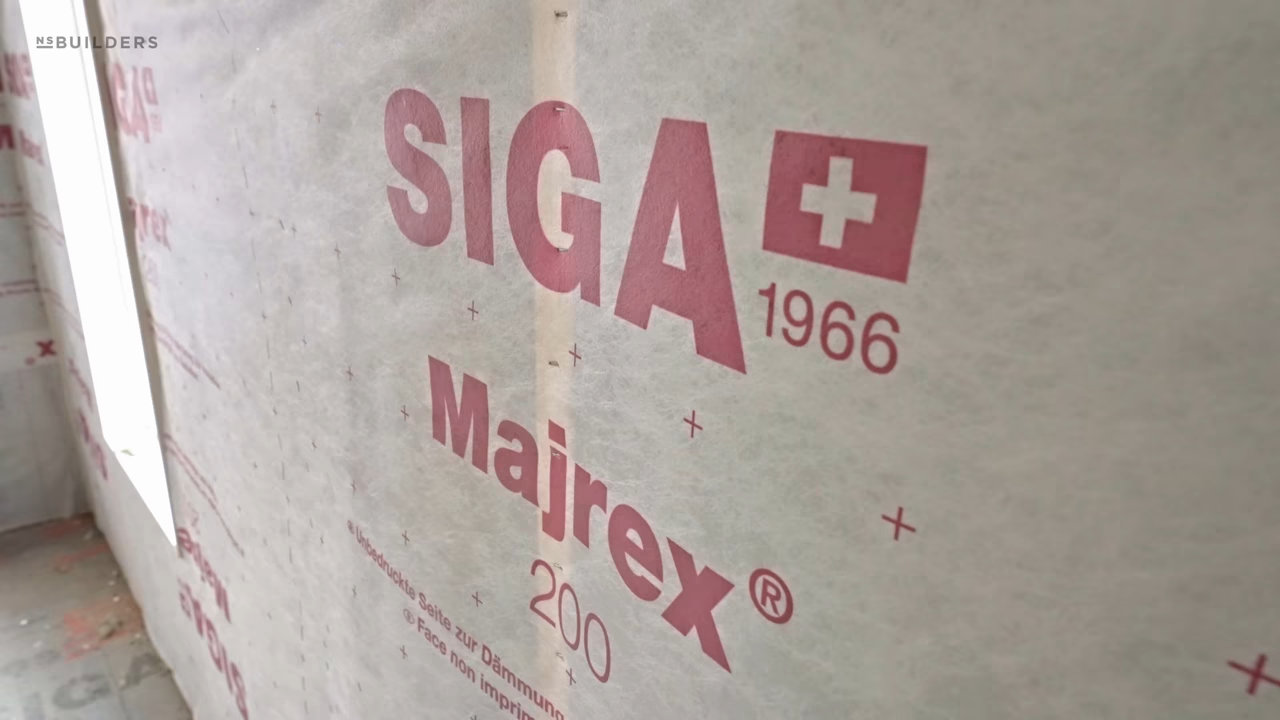 NSBUILDERS
SIGA
1966
Majrex®
200
Unbedruckte Seite zur Dämmung
Face non imprim